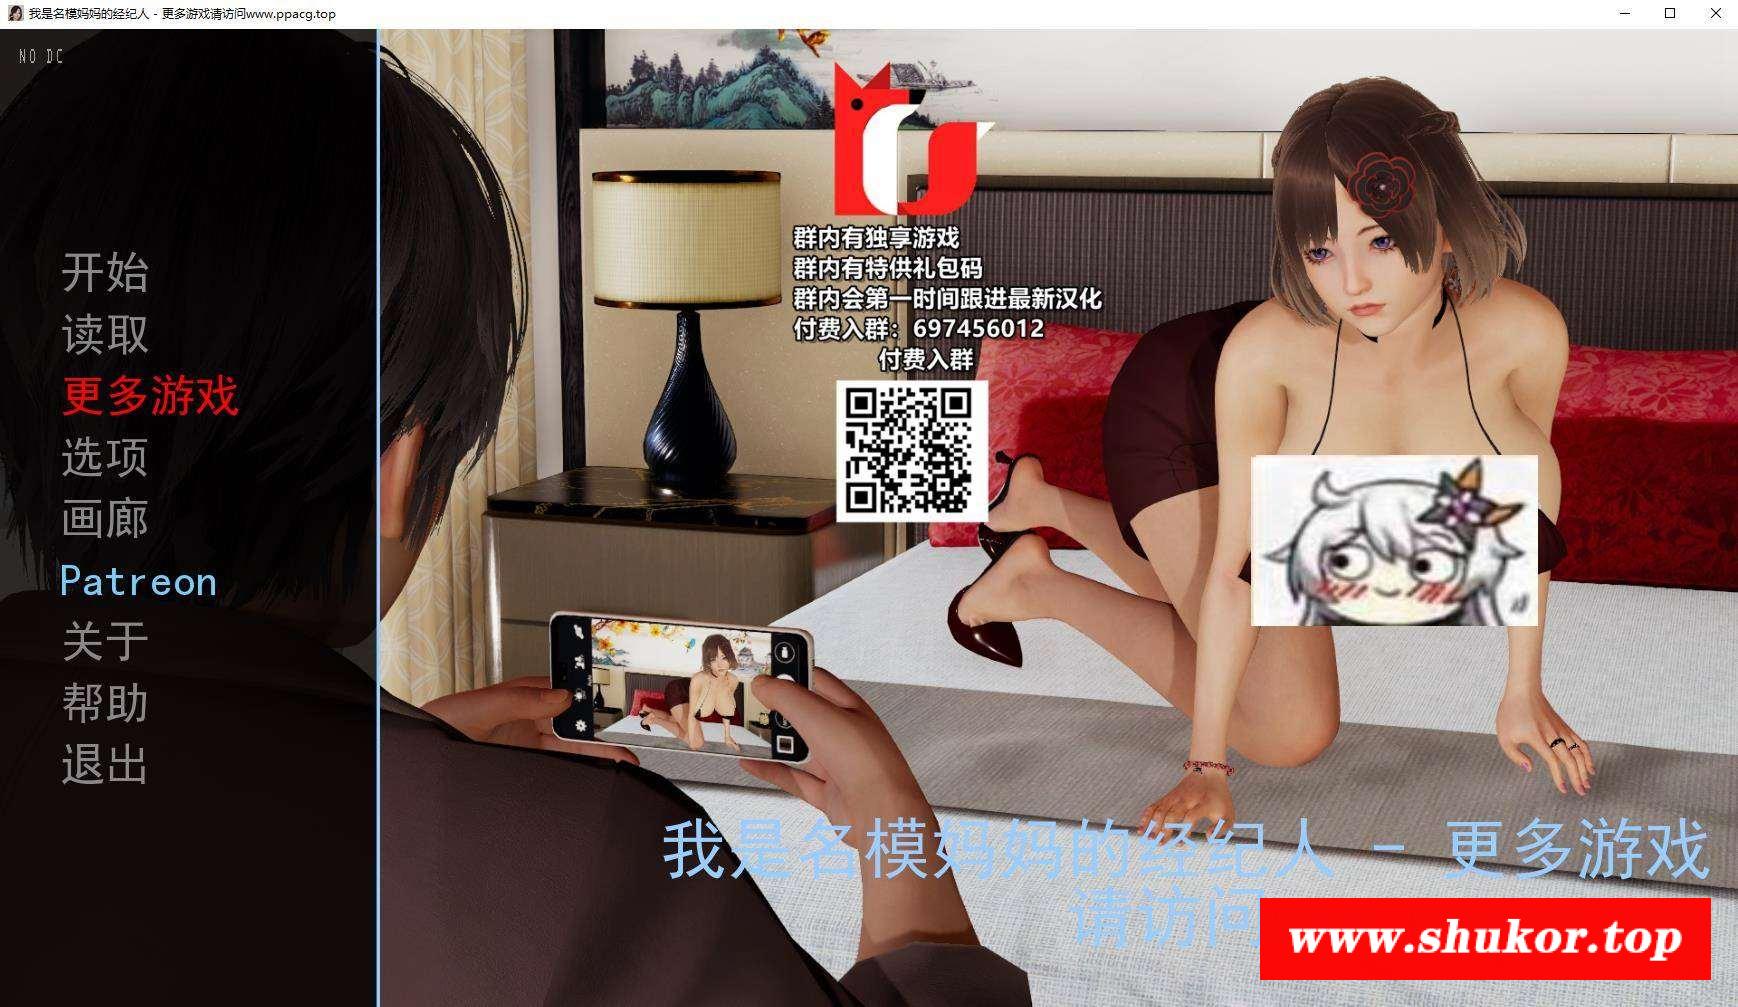 我是名模妈妈的经纪人 - 更多游戏请访问www.ppacg.top
NO DC
开始
读取
更多游戏
选项
画廊
Patreon
关于
帮助
退出
群内有独享游戏
群内有特供礼包码
群内会第一时间跟进最新汉化
付费入群：697456012
付费入群
我是名模妈妈的经纪人 - 更多游戏
请访问
www.shukor.top